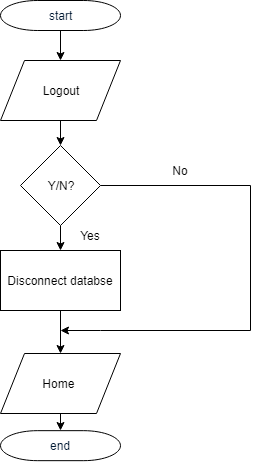 start
Logout
Y/N?
No
Yes
Disconnect databse
Home
end